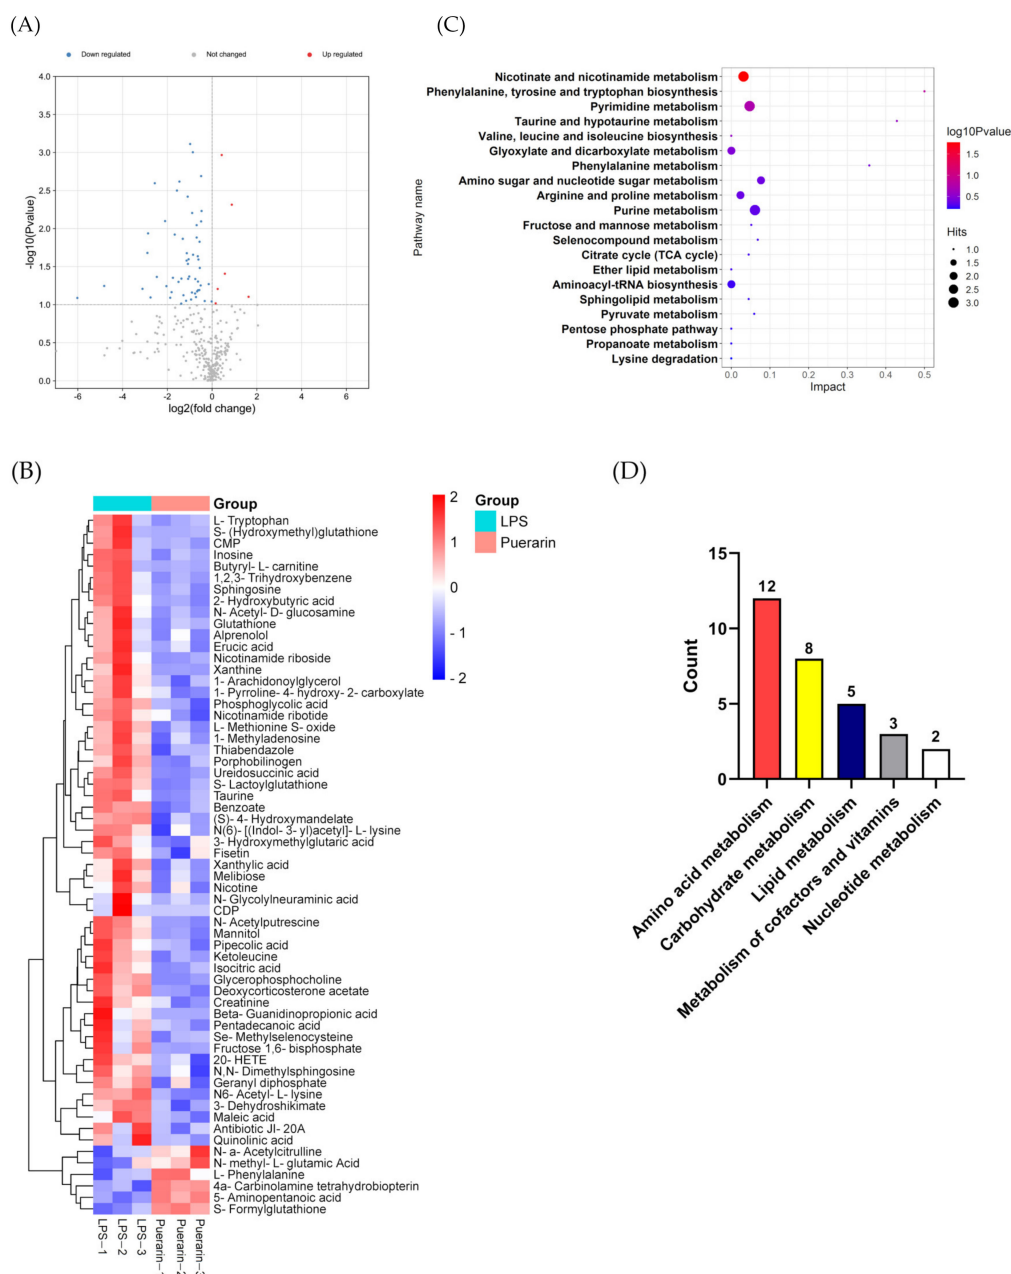 (A)
Down regulated
Not changed
Up regulated
4.0
3.5
3.0
2.5
2.0
1.5
1.0
0.5
0.0
-log10(Pvalue)
-6
-4
-2
0
2
4
6
log2(fold change)
(C)
Pathway name
Nicotinate and nicotinamide metabolism
Phenylalanine, tyrosine and tryptophan biosynthesis
Pyrimidine metabolism
Taurine and hypotaurine metabolism
Valine, leucine and isoleucine biosynthesis
Glyoxylate and dicarboxylate metabolism
Phenylalanine metabolism
Amino sugar and nucleotide sugar metabolism
Arginine and proline metabolism
Purine metabolism
Fructose and mannose metabolism
Selenocompound metabolism
Citrate cycle (TCA cycle)
Ether lipid metabolism
Aminoacyl-tRNA biosynthesis
Sphingolipid metabolism
Pyruvate metabolism
Pentose phosphate pathway
Propanoate metabolism
Lysine degradation
0.0
0.1
0.2
0.3
0.4
0.5
Impact
log10Pvalue
1.5
1.0
0.5
Hits
1.0
1.5
2.0
2.5
3.0
(B)
Group
L- Tryptophan
S- (Hydroxymethyl)glutathione
CMP
Inosine
Butyryl- L- carnitine
1,2,3- Trihydroxybenzene
Sphingosine
2- Hydroxybutyric acid
N- Acetyl- D- glucosamine
Glutathione
Alprenolol
Erucic acid
Nicotinamide riboside
Xanthine
1- Arachidonoylglycerol
1- Pyrroline- 4- hydroxy- 2- carboxylate
Phosphoglycolic acid
Nicotinamide ribotide
L- Methionine S- oxide
1- Methyladenosine
Thiabendazole
Porphobilinogen
Ureidosuccinic acid
S- Lactoylglutathione
Taurine
Benzoate
(S)- 4- Hydroxymandelate
N(6)- [(Indol- 3- yl)acetyl]- L- lysine
3- Hydroxymethylglutaric acid
Fisetin
Xanthylic acid
Melibiose
Nicotine
N- Glycolylneuraminic acid
CDP
N- Acetylputrescine
Mannitol
Pipecolic acid
Ketoleucine
Isocitric acid
Glycerophosphocholine
Deoxycorticosterone acetate
Creatinine
Beta- Guanidinopropionic acid
Pentadecanoic acid
Se- Methylselenocysteine
Fructose 1,6- bisphosphate
20- HETE
N,N- Dimethylsphingosine
Geranyl diphosphate
N6- Acetyl- L- lysine
3- Dehydroshikimate
Maleic acid
Antibiotic JI- 20A
Quinolinic acid
N- a- Acetylcitrulline
N- methyl- L- glutamic Acid
L- Phenylalanine
4a- Carbinolamine tetrahydrobiopterin
5- Aminopentanoic acid
S- Formylglutathione
LPS-1
LPS-2
LPS-3
Puerarin-
Puerarin-2
Puerarin-3
2
1
0
- 1
- 2
Group
LPS
Puerarin
(D)
Count
15
10
5
0
12
8
5
3
2
Amino acid metabolism
Carbohydrate metabolism
Lipid metabolism
Metabolism of cofactors and vitamins
Nucleotide metabolism